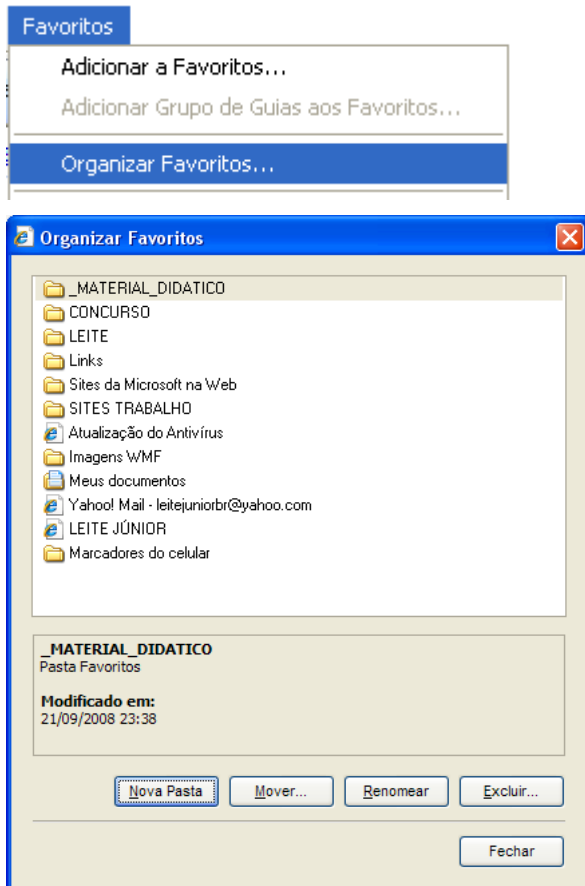 Favoritos
Adicionar a Favoritos...
Adicionar Grupo de Guias aos Favoritos...
Organizar Favoritos...
Organizar Favoritos
_MATERIAL_DIDATICO
CONCURSO
LEITE
Links
Sites da Microsoft na Web
SITES TRABALHO
Atualização do Antivírus
Imagens WMF
Meus documentos
Yahoo! Mail - leitejuniorbr@yahoo.com
LEITE JÚNIOR
Marcadores do celular
_MATERIAL_DIDATICO
Pasta Favoritos
Modificado em:
21/09/2008 23:38
Nova Pasta Mover... Renomear Excluir...
Fechar